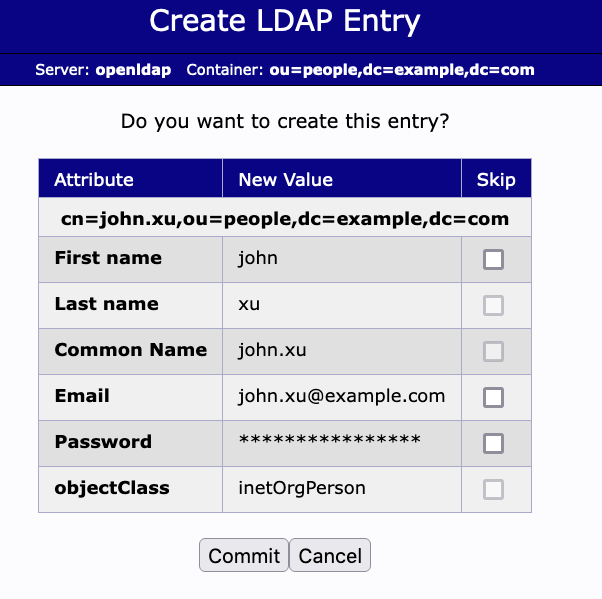 Create LDAP Entry
Server: openldap Container: ou=people,dc=example,dc=com
Do you want to create this entry?
Attribute New Value Skip
cn=john.xu,ou=people,dc=example,dc=com
First name john
Last name xu
Common Name john.xu
Email john.xu@example.com
Password ****************
objectClass inetOrgPerson
Commit Cancel